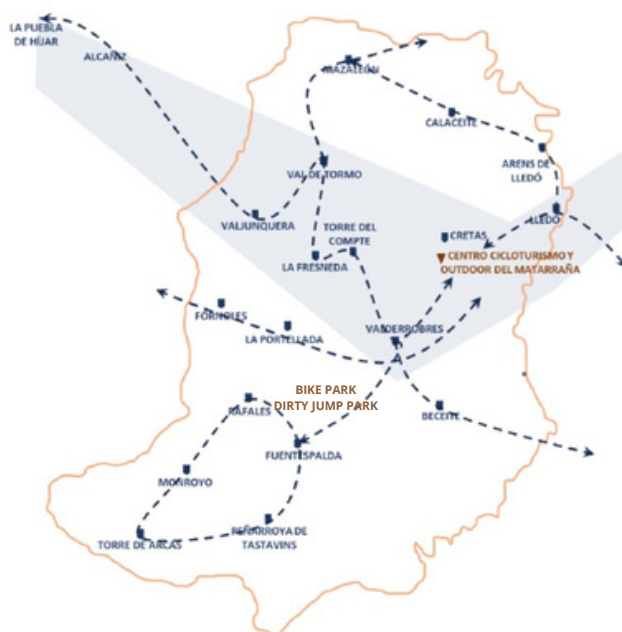 LA PUEBLA
DE HÍJAR
ALCAÑIZ
MAZALEÓN
CALACEITE
ARENS DE
LLEDÓ
VAL DE TORMO
LLEDÓ
VALJUNQUERA
TORRE DEL
COMPTE
CRETAS
LA FRESNEDA
CENTRO CICLOTURISMO Y
OUTDOOR DEL MATARRAÑA
FORNOLES
LA PORTELLADA
VALDERROBRES
BIKE PARK
DIRTY JUMP PARK
RAFALES
BECEITE
FUENTESPALDA
MONROYO
TORRE DE ARCAS
PEÑARROYA DE
TASTAVINS